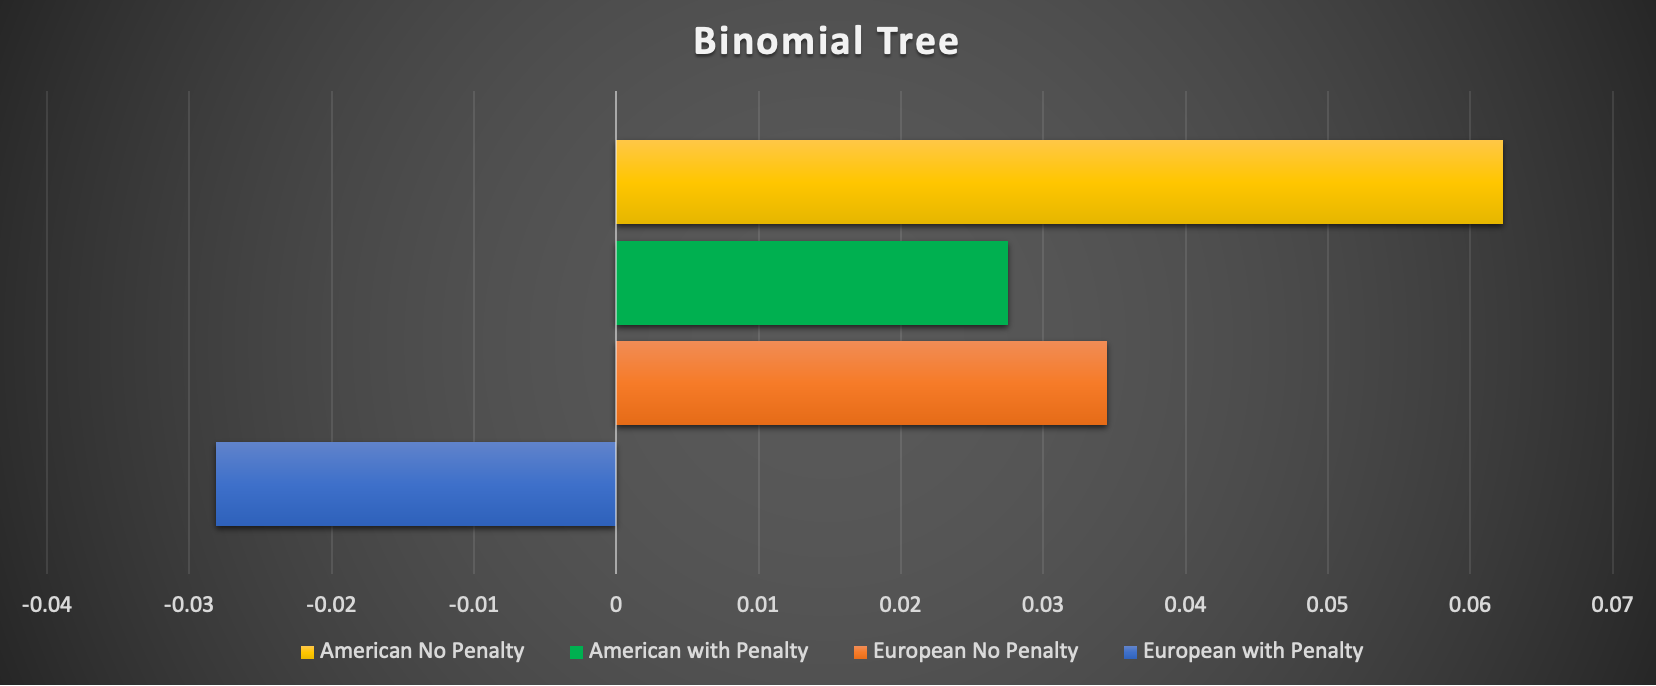 Binomial Tree
-0.04 -0.03 -0.02 -0.01 0 0.01 0.02 0.03 0.04 0.05 0.06 0.07
American No Penalty American with Penalty European No Penalty European with Penalty